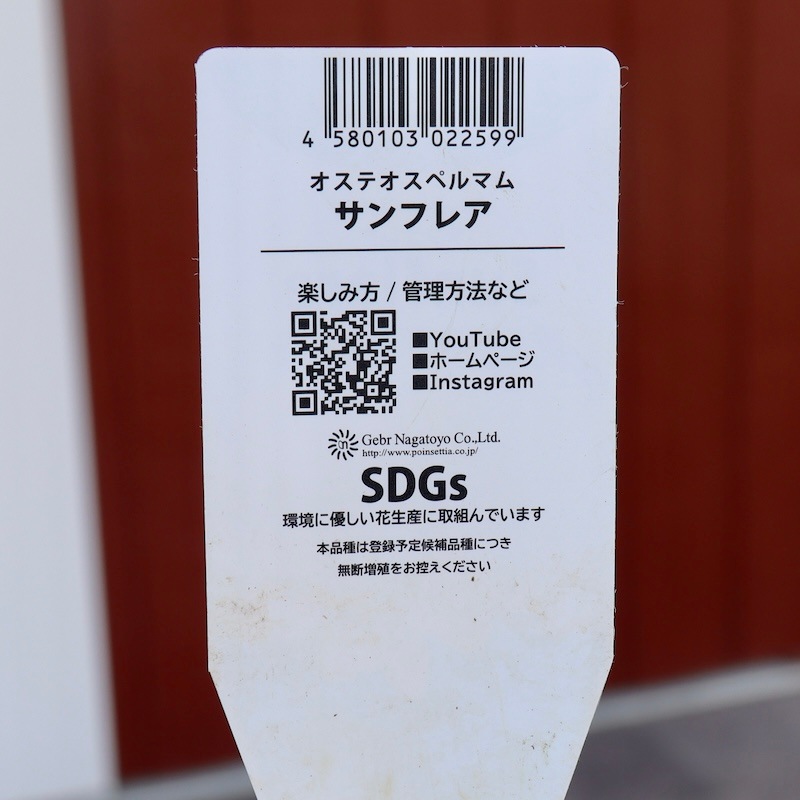 4 580103 022599
オステオスペルマム
サンフレア
楽しみ方 / 管理方法など
■YouTube
■ホームページ
■Instagram
Gebr Nagatoyo Co.,Ltd.
http://www.poinsettia.co.jp/
SDGs
環境に優しい花生産に取組んでいます
本品種は登録予定候補品種につき
無断増殖をお控えください